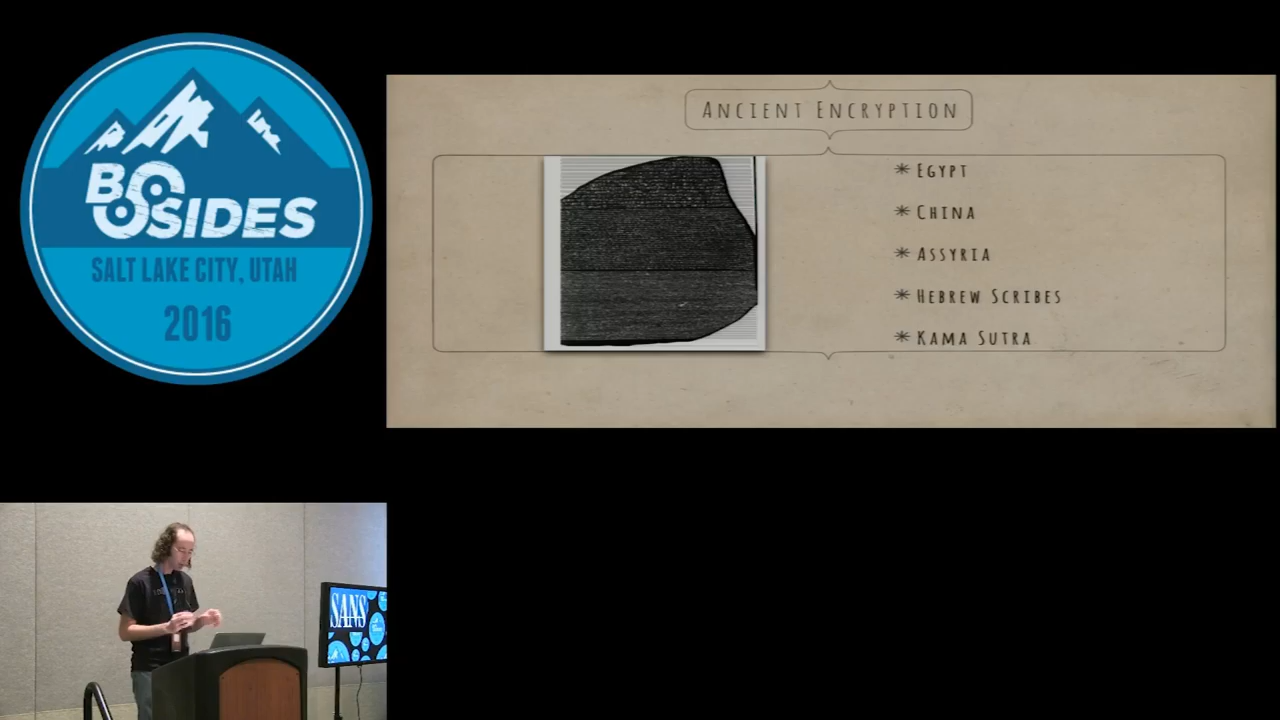 BSIDES
SALT LAKE CITY, UTAH
2016
ANCIENT ENCRYPTION
✳ EGYPT
✳ CHINA
✳ ASSYRIA
✳ HEBREW SCRIBES
✳ KAMA SUTRA
SANS